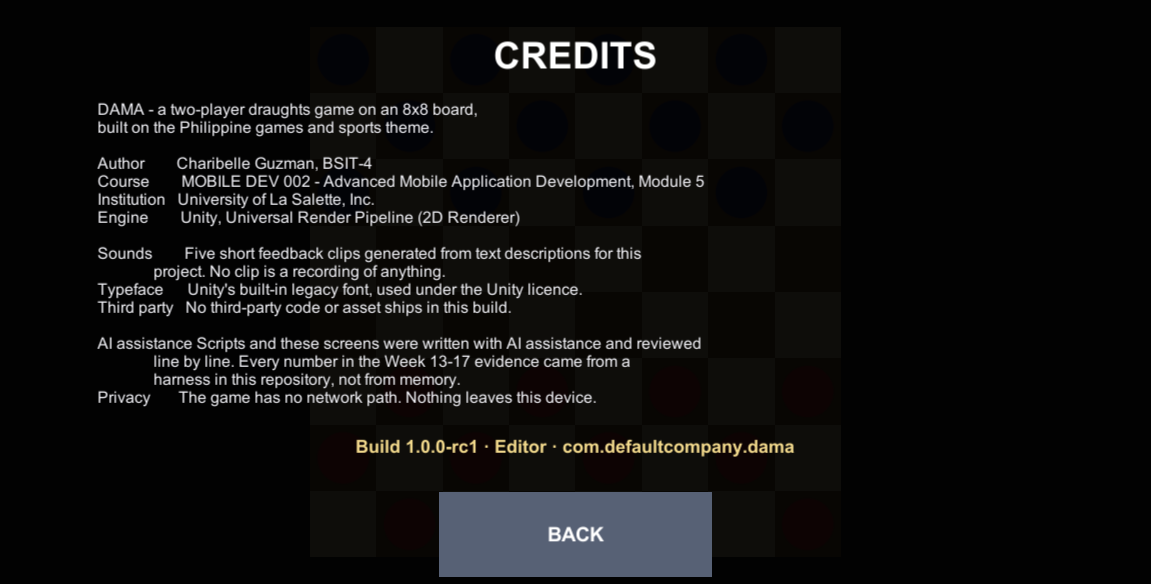 CREDITS
DAMA - a two-player draughts game on an 8x8 board,
built on the Philippine games and sports theme.
Author Charibelle Guzman, BSIT-4
Course MOBILE DEV 002 - Advanced Mobile Application Development, Module 5
Institution University of La Salette, Inc.
Engine Unity, Universal Render Pipeline (2D Renderer)
Sounds Five short feedback clips generated from text descriptions for this
project. No clip is a recording of anything.
Typeface Unity's built-in legacy font, used under the Unity licence.
Third party No third-party code or asset ships in this build.
AI assistance Scripts and these screens were written with AI assistance and reviewed
line by line. Every number in the Week 13-17 evidence came from a
harness in this repository, not from memory.
Privacy The game has no network path. Nothing leaves this device.
Build 1.0.0-rc1 · Editor · com.defaultcompany.dama
BACK